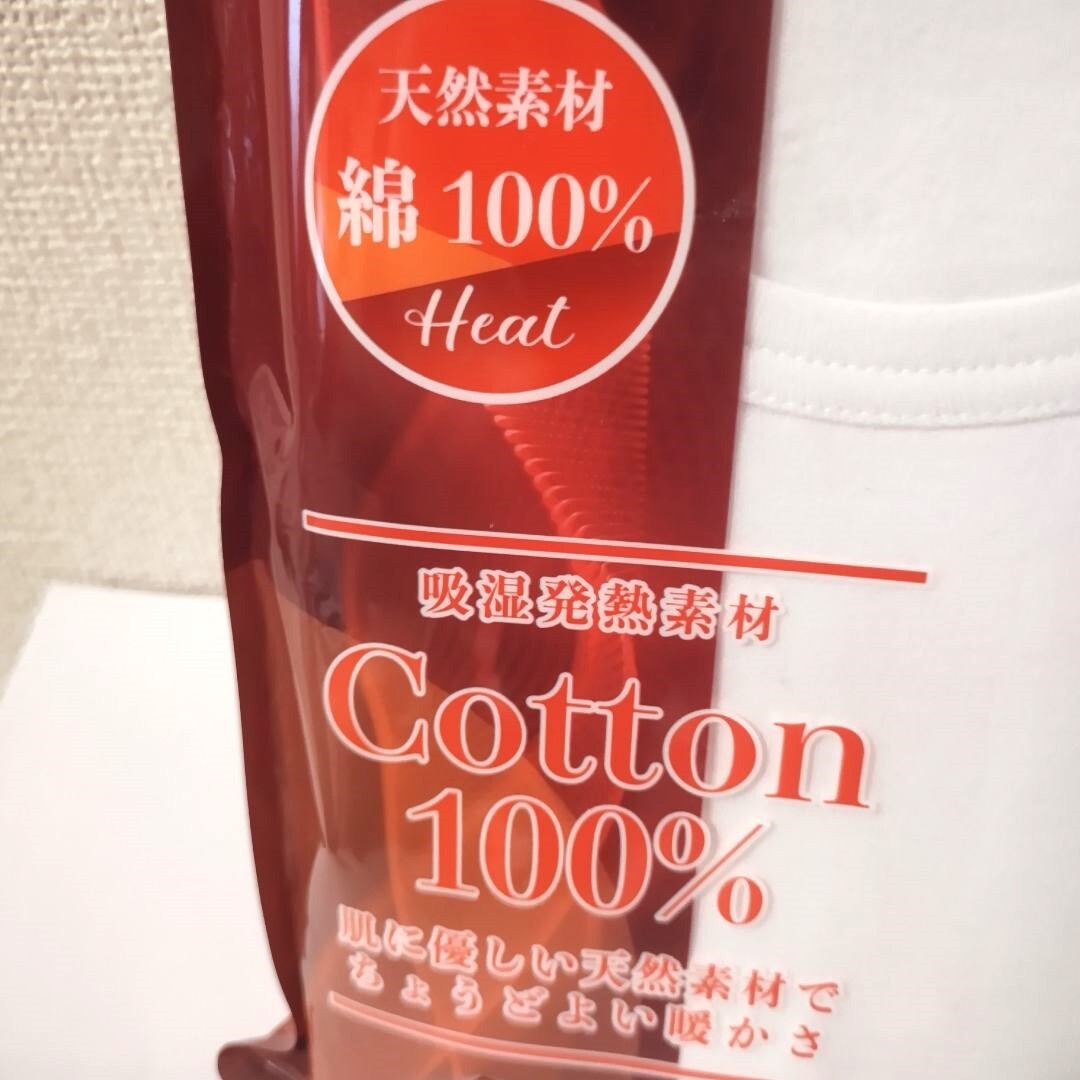 天然素材
綿 100%
Heat
吸湿発熱素材
Cotton
100%
肌に優しい天然素材で
ちょうどよい暖かさ